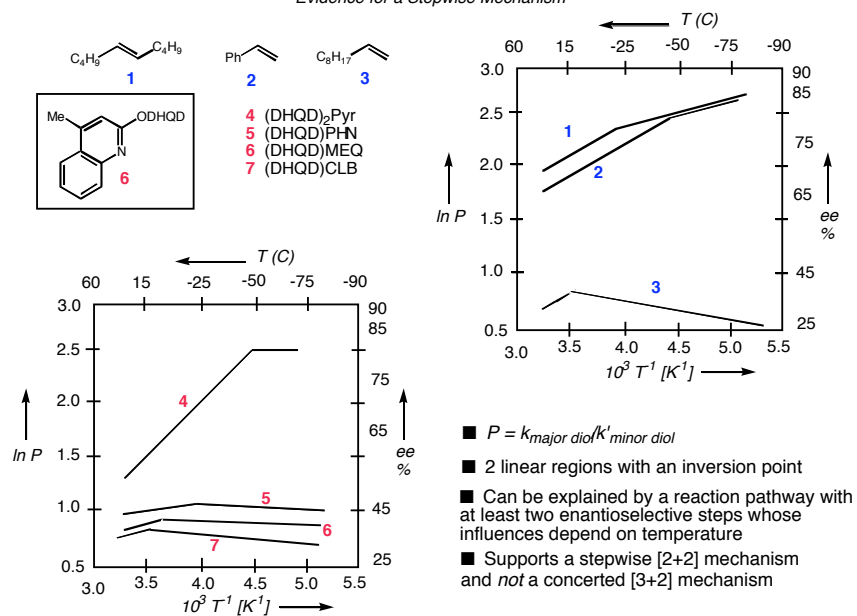 Evidence for a Stepwise Mechanism
C4H9
C4H9
1
Ph
2
C8H17
3
Me
ODHQD
N
6
4 (DHQD)2Pyr
5 (DHQD)PHN
6 (DHQD)MEQ
7 (DHQD)CLB
T (C)
60 15 -25 -50 -75 -90
3.0
2.5
2.0
1.5
1.0
0.5
ln P
1
2
3
90
85
75
65
45
25
ee
%
3.0 3.5 4.0 4.5 5.0 5.5
10^3 T^-1 [K^-1]
T (C)
60 15 -25 -50 -75 -90
3.0
2.5
2.0
1.5
1.0
0.5
ln P
4
5
6
7
90
85
75
65
45
25
ee
%
3.0 3.5 4.0 4.5 5.0 5.5
10^3 T^-1 [K^-1]
■ P = k major diol/k' minor diol
■ 2 linear regions with an inversion point
■ Can be explained by a reaction pathway with
at least two enantioselective steps whose
influences depend on temperature
■ Supports a stepwise [2+2] mechanism
and not a concerted [3+2] mechanism